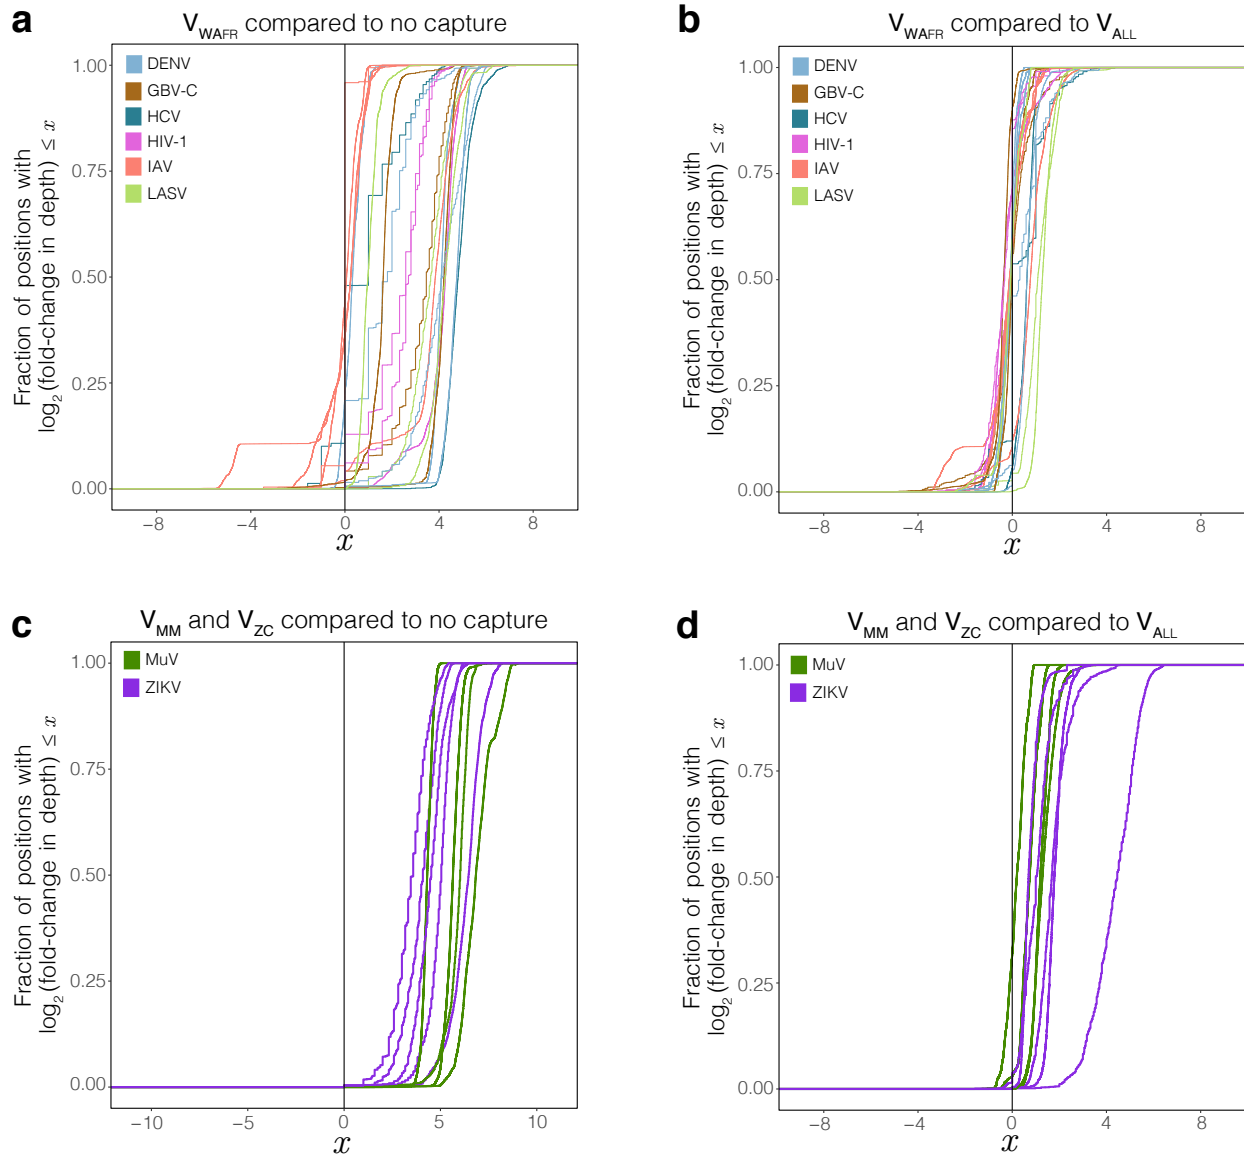 a
V_WAFR compared to no capture
Fraction of positions with
log₂(fold-change in depth) ≤ x
1.00
0.75
0.50
0.25
0.00
DENV
GBV-C
HCV
HIV-1
IAV
LASV
−8
−4
0
4
8
x
b
V_WAFR compared to V_ALL
Fraction of positions with
log₂(fold-change in depth) ≤ x
1.00
0.75
0.50
0.25
0.00
DENV
GBV-C
HCV
HIV-1
IAV
LASV
−8
−4
0
4
8
x
c
V_MM and V_ZC compared to no capture
Fraction of positions with
log₂(fold-change in depth) ≤ x
1.00
0.75
0.50
0.25
0.00
MuV
ZIKV
−10
−5
0
5
10
x
d
V_MM and V_ZC compared to V_ALL
Fraction of positions with
log₂(fold-change in depth) ≤ x
1.00
0.75
0.50
0.25
0.00
MuV
ZIKV
−8
−4
0
4
8
x